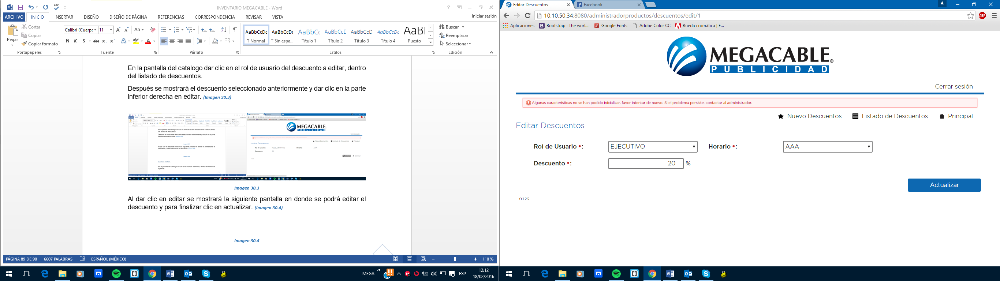 INVENTARIO MEGACABLE - Word
ARCHIVO INICIO INSERTAR DISEÑO DISEÑO DE PÁGINA REFERENCIAS CORRESPONDENCIA REVISAR VISTA Iniciar sesión
Pegar
Cortar
Copiar
Copiar formato
Portapapeles
Calibri (Cuerpo 11
Fuente
Párrafo
AaBbCcDc AaBbCcDc AaBbCc AaBbCcD AaBbCcD AaBbCcDc AaBl
¶ Normal ¶ Sin espa... Título 1 Título 2 Título 3 Título 4 Puesto
Estilos
Buscar
Reemplazar
Seleccionar
Edición
En la pantalla del catalogo dar clic en el rol de usuario del descuento a editar, dentro
del listado de descuentos.
Después se mostrará el descuento seleccionado anteriormente y dar clic en la parte
inferior derecha en editar. (Imagen 30.3)
MEGACABLE
PUBLICIDAD
Mostrar Descuentos
Imagen 30.3
Al dar clic en editar se mostrará la siguiente pantalla en donde se podrá editar el
descuento y para finalizar clic en actualizar. (Imagen 30.4)
Imagen 30.4
PÁGINA 89 DE 90 6607 PALABRAS ESPAÑOL (MÉXICO) 110 %
MEGA ESP 12:12
18/02/2016
Editar Descuentos Facebook
10.10.50.34:8080/administradorproductos/descuentos/edit/1
Aplicaciones Bootstrap · The worl... Google Fonts Adobe Color CC Rueda cromática | E...
MEGACABLE®
PUBLICIDAD
Cerrar sesión
Algunas características no se han podido inicializar, favor intentar de nuevo. Si el problema persiste, contactar al administrador.
Nuevo Descuentos Listado de Descuentos Principal
Editar Descuentos
Rol de Usuario *: EJECUTIVO Horario *: AAA
Descuento *: 20 %
Actualizar
0.1.23